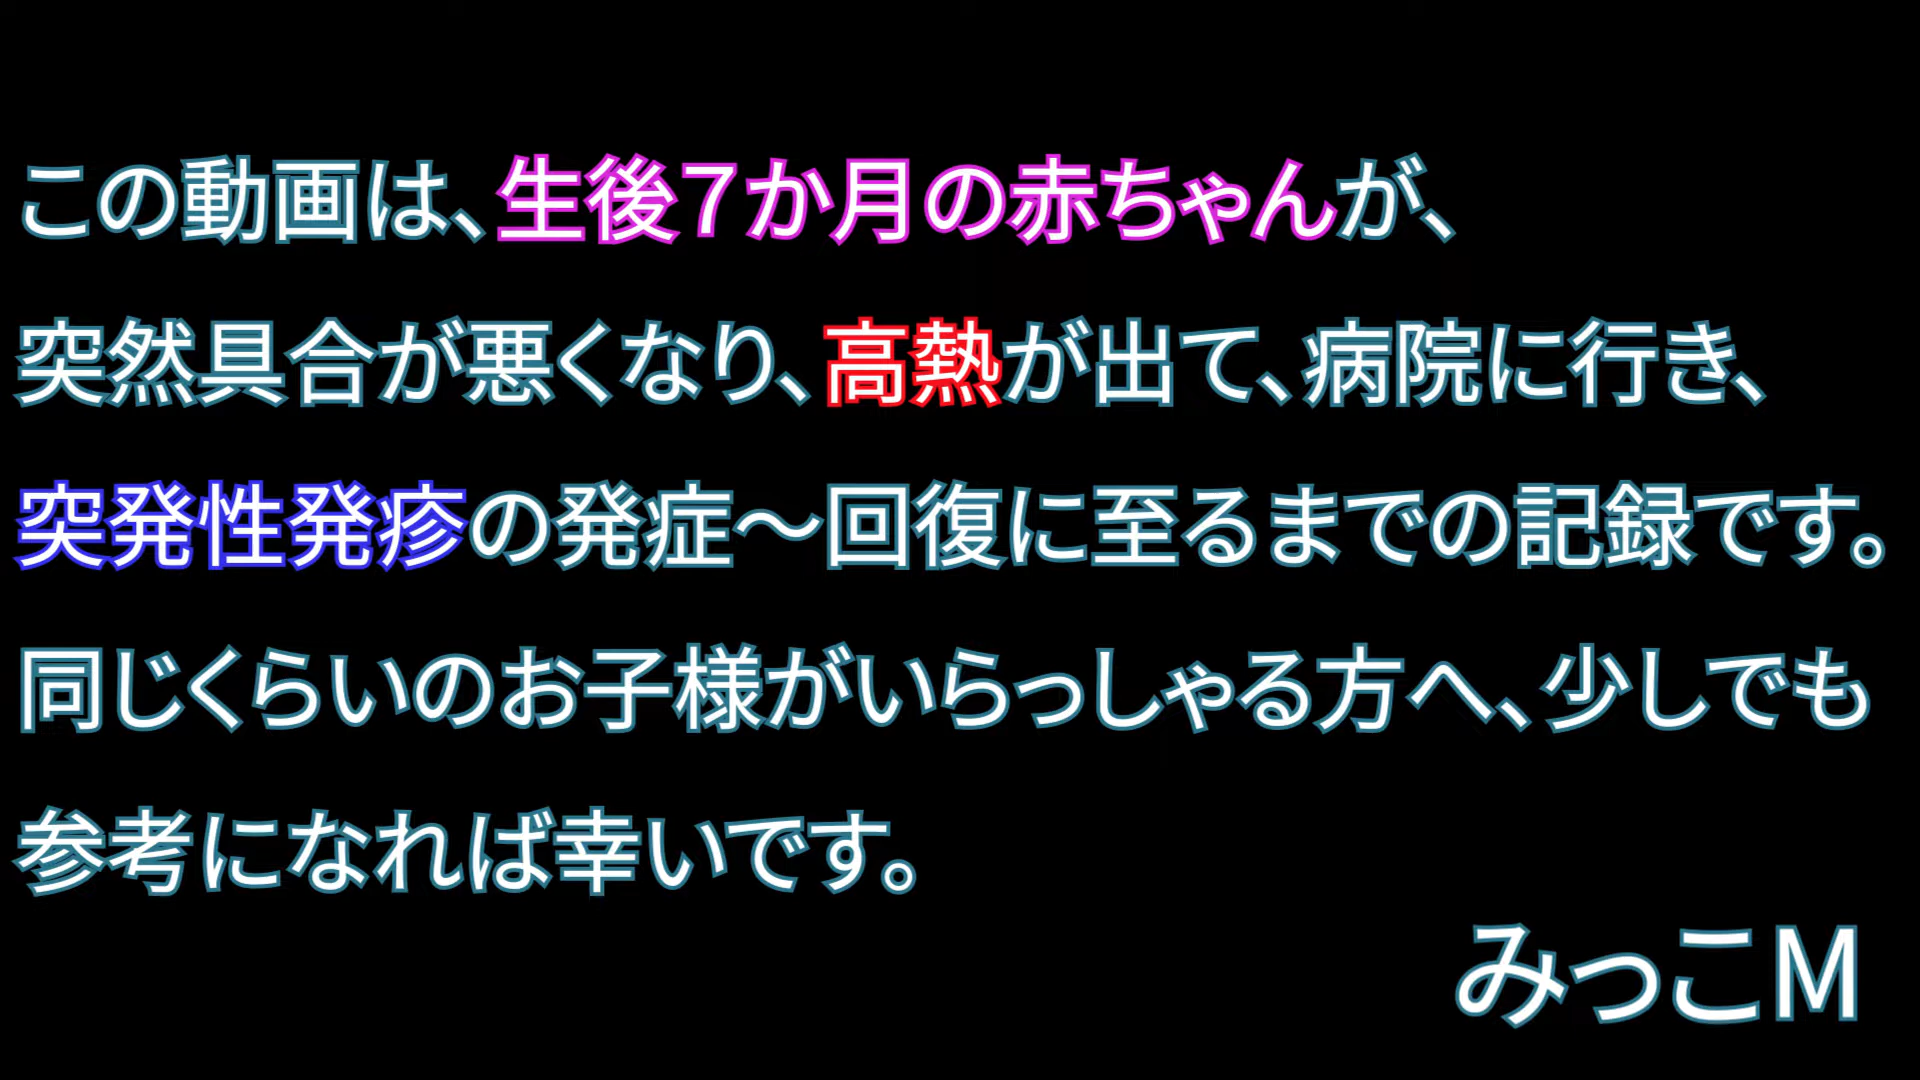 この動画は、生後７か月の赤ちゃんが、
突然具合が悪くなり、高熱が出て、病院に行き、
突発性発疹の発症～回復に至るまでの記録です。
同じくらいのお子様がいらっしゃる方へ、少しでも
参考になれば幸いです。
みっこM